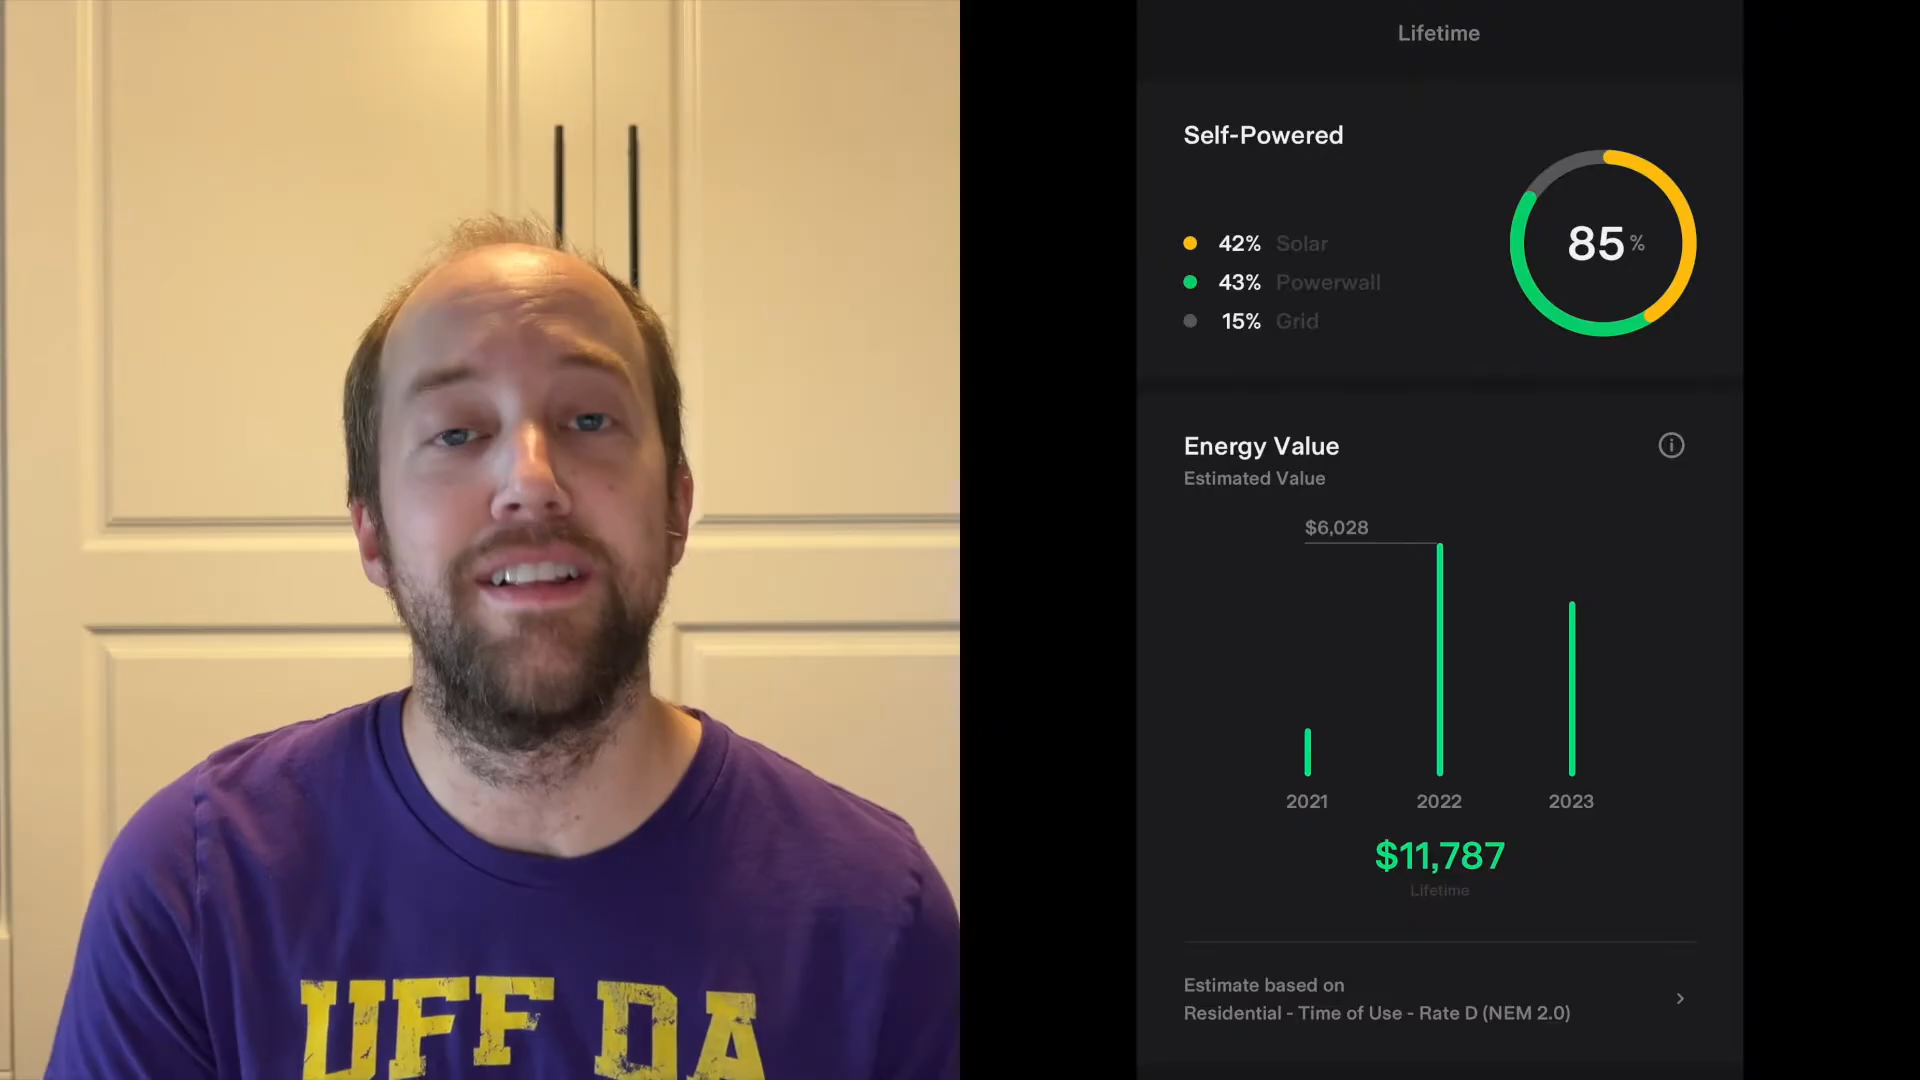 Lifetime
Self-Powered
42% Solar
43% Powerwall
15% Grid
85%
Energy Value
Estimated Value
$6,028
2021 2022 2023
$11,787
Lifetime
Estimate based on
Residential - Time of Use - Rate D (NEM 2.0)
UFF DA